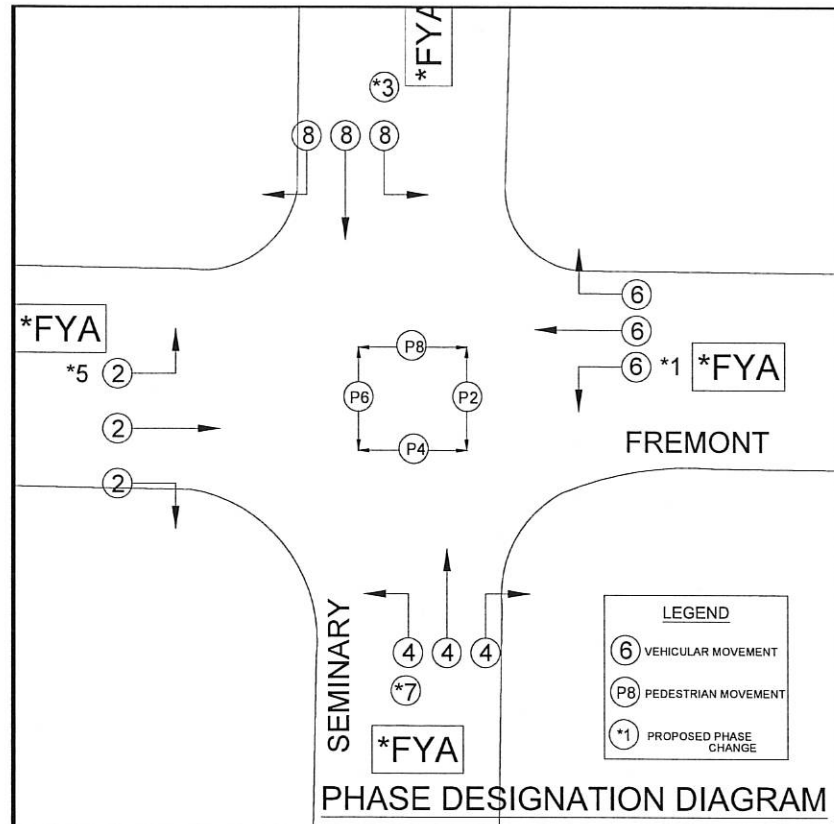 *FYA
*3
8 8 8
*FYA
*5 2
2
2
6
6
6 *1 *FYA
P8
P6 P2
P4
FREMONT
SEMINARY
4 4 4
*7
*FYA
LEGEND
6 VEHICULAR MOVEMENT
P8 PEDESTRIAN MOVEMENT
*1 PROPOSED PHASE
CHANGE
PHASE DESIGNATION DIAGRAM